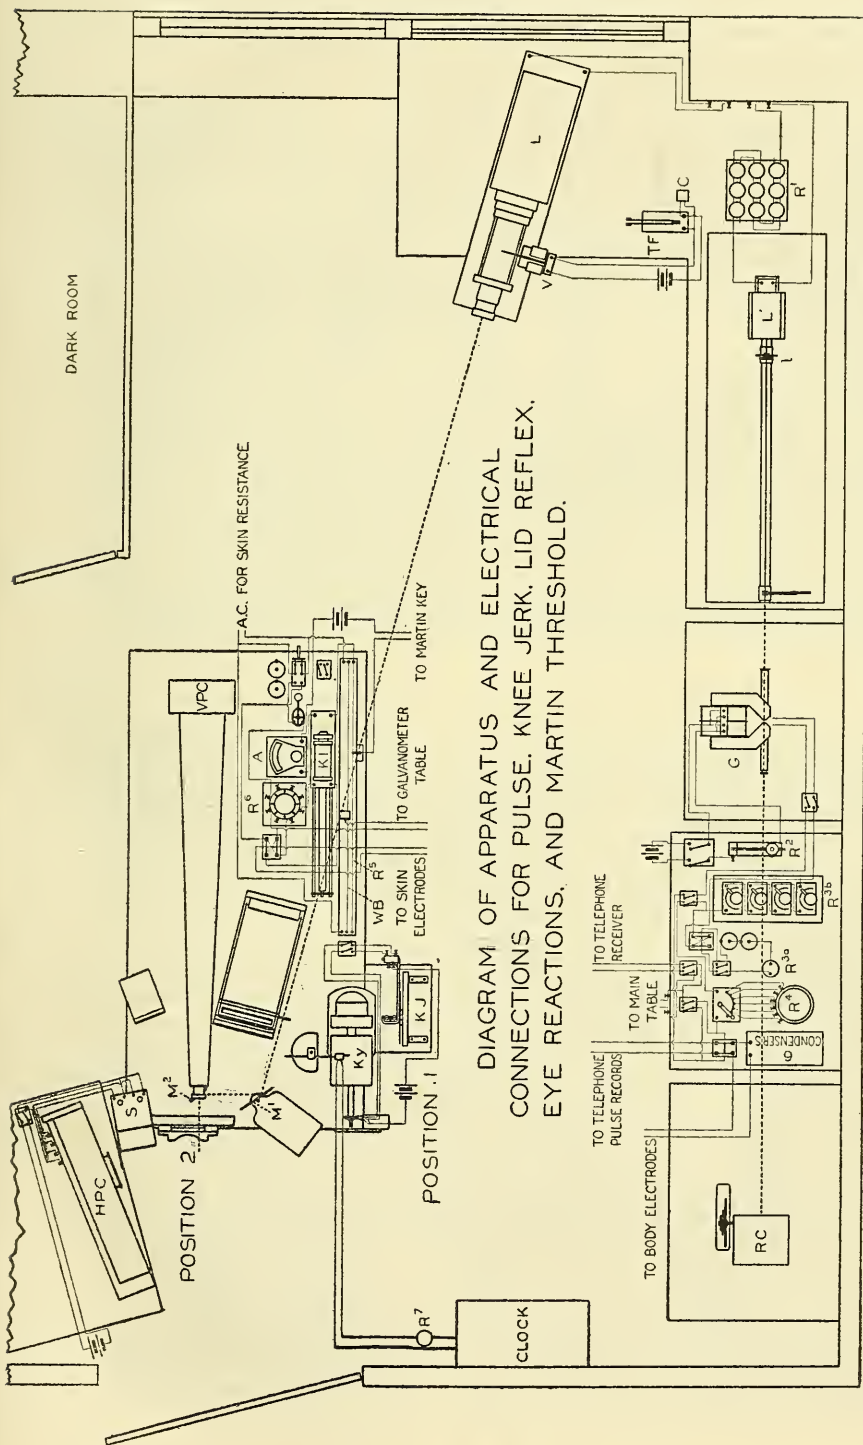 DARK ROOM
A.C. FOR SKIN RESISTANCE
VPC
A
R⁶
KI
TO MARTIN KEY
TO GALVANOMETER
TABLE
R⁵
WB
TO SKIN
ELECTRODES
L
V
TF
C
R¹
L'
l
HPC
S
M²
POSITION 2
M¹
Ky
KJ
POSITION 1
DIAGRAM OF APPARATUS AND ELECTRICAL
CONNECTIONS FOR PULSE, KNEE JERK, LID REFLEX,
EYE REACTIONS, AND MARTIN THRESHOLD.
R⁷
CLOCK
TO TELEPHONE
RECEIVER
TO MAIN
TABLE
TO TELEPHONE
PULSE RECORDS
TO BODY ELECTRODES
G
R²
R³ᵇ
R³ᵃ
R⁴
CONDENSER'S
RC